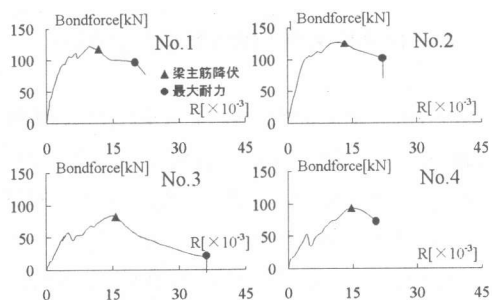 Bondforce[kN]
No.1
150
100
50
0
▲ 梁主筋降伏
● 最大耐力
R[×10⁻³]
0 15 30 45
Bondforce[kN]
No.2
150
100
50
0
R[×10⁻³]
0 15 30 45
Bondforce[kN]
No.3
150
100
50
0
R[×10⁻³]
0 15 30 45
Bondforce[kN]
No.4
150
100
50
0
R[×10⁻³]
0 15 30 45